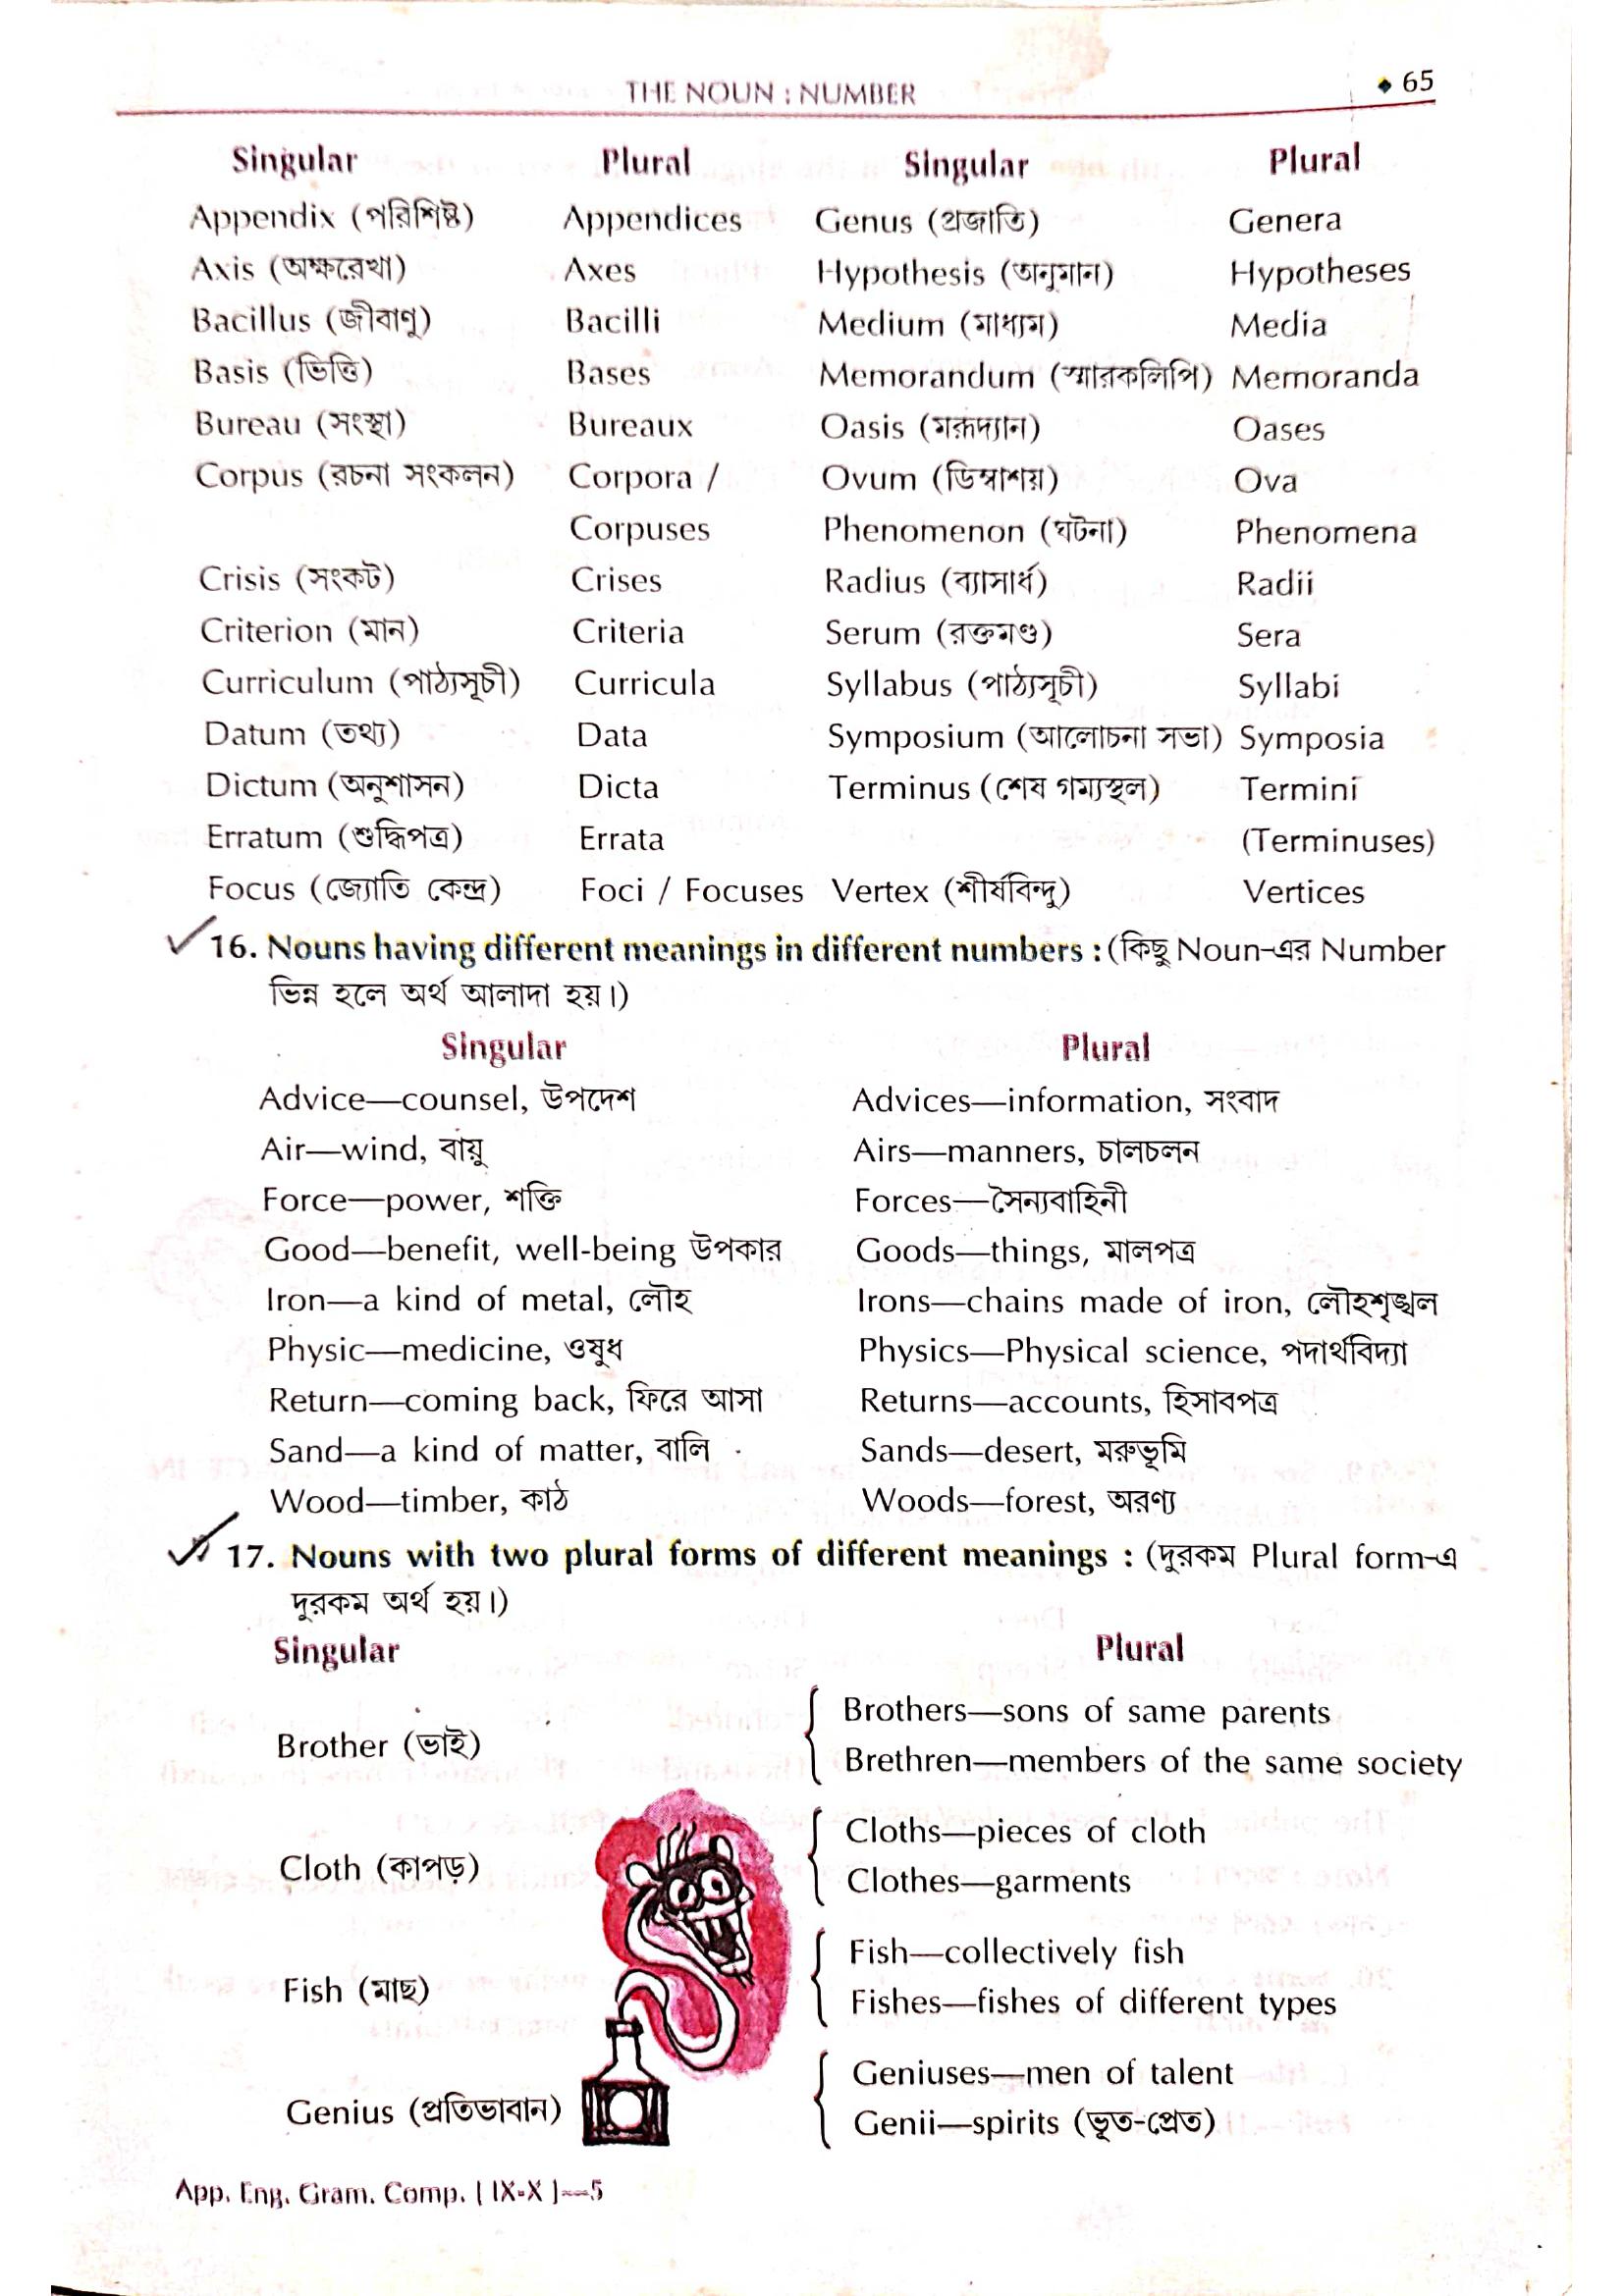 THE NOUN : NUMBER ◆ 65
Singular Plural Singular Plural
Appendix (পরিশিষ্ট) Appendices Genus (প্রজাতি) Genera
Axis (অক্ষরেখা) Axes Hypothesis (অনুমান) Hypotheses
Bacillus (জীবাণু) Bacilli Medium (মাধ্যম) Media
Basis (ভিত্তি) Bases Memorandum (স্মারকলিপি) Memoranda
Bureau (সংস্থা) Bureaux Oasis (মরূদ্যান) Oases
Corpus (রচনা সংকলন) Corpora / Ovum (ডিম্বাশয়) Ova
Corpuses Phenomenon (ঘটনা) Phenomena
Crisis (সংকট) Crises Radius (ব্যাসার্ধ) Radii
Criterion (মান) Criteria Serum (রক্তমণ্ড) Sera
Curriculum (পাঠ্যসূচী) Curricula Syllabus (পাঠ্যসূচী) Syllabi
Datum (তথ্য) Data Symposium (আলোচনা সভা) Symposia
Dictum (অনুশাসন) Dicta Terminus (শেষ গম্যস্থল) Termini
Erratum (শুদ্ধিপত্র) Errata (Terminuses)
Focus (জ্যোতি কেন্দ্র) Foci / Focuses Vertex (শীর্ষবিন্দু) Vertices
16. Nouns having different meanings in different numbers : (কিছু Noun-এর Number
ভিন্ন হলে অর্থ আলাদা হয়।)
Singular Plural
Advice—counsel, উপদেশ Advices—information, সংবাদ
Air—wind, বায়ু Airs—manners, চালচলন
Force—power, শক্তি Forces—সৈন্যবাহিনী
Good—benefit, well-being উপকার Goods—things, মালপত্র
Iron—a kind of metal, লৌহ Irons—chains made of iron, লৌহশৃঙ্খল
Physic—medicine, ওষুধ Physics—Physical science, পদার্থবিদ্যা
Return—coming back, ফিরে আসা Returns—accounts, হিসাবপত্র
Sand—a kind of matter, বালি Sands—desert, মরুভূমি
Wood—timber, কাঠ Woods—forest, অরণ্য
17. Nouns with two plural forms of different meanings : (দুরকম Plural form-এ
দুরকম অর্থ হয়।)
Singular Plural
Brothers—sons of same parents
Brother (ভাই)
Brethren—members of the same society
Cloths—pieces of cloth
Cloth (কাপড়)
Clothes—garments
Fish—collectively fish
Fish (মাছ)
Fishes—fishes of different types
Geniuses—men of talent
Genius (প্রতিভাবান)
Genii—spirits (ভূত-প্রেত)
App. Eng. Gram. Comp. [ IX-X ]—5